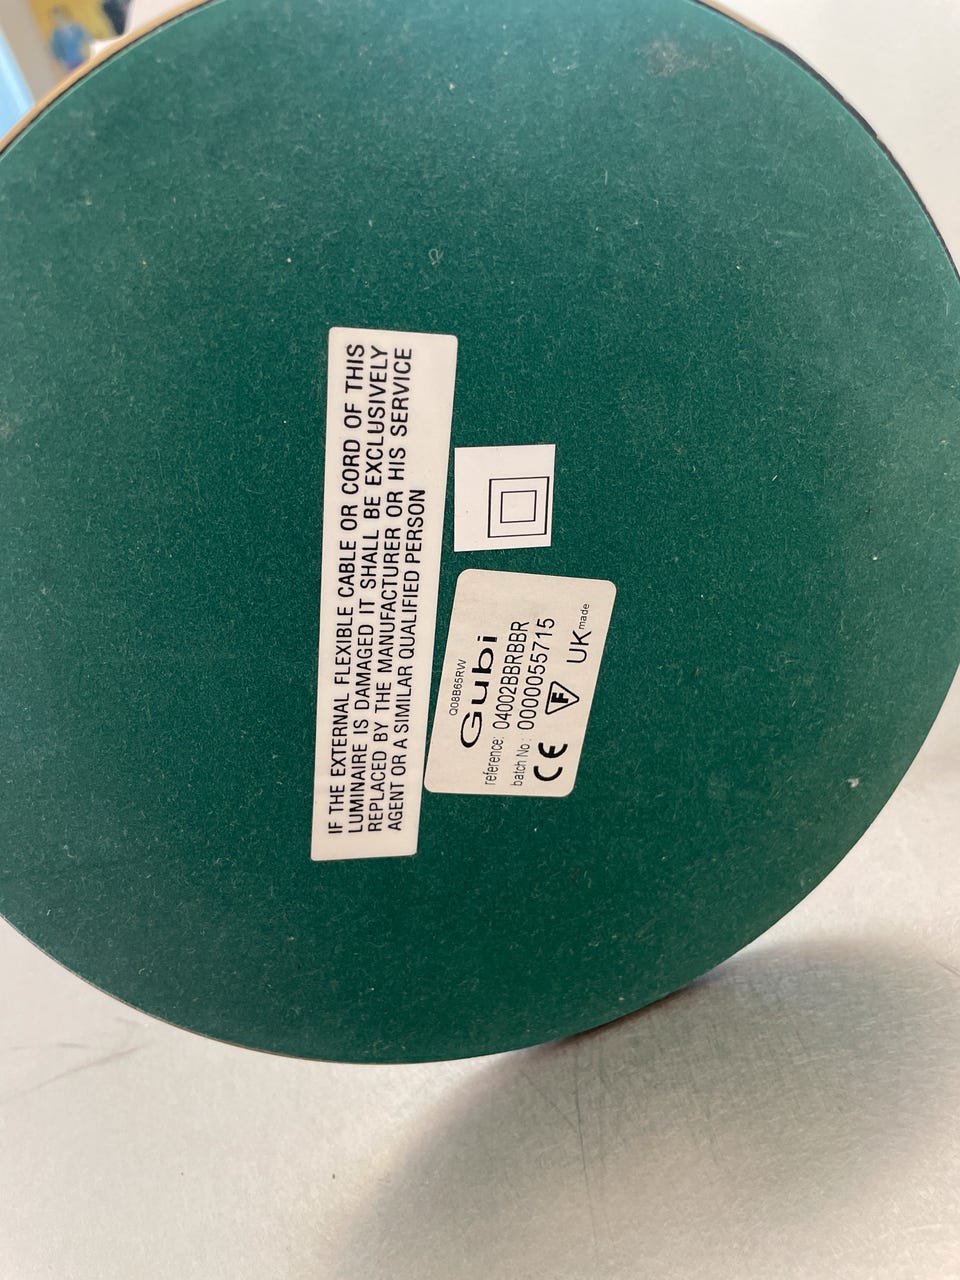 IF THE EXTERNAL FLEXIBLE CABLE OR CORD OF THIS
LUMINAIRE IS DAMAGED IT SHALL BE EXCLUSIVELY
REPLACED BY THE MANUFACTURER OR HIS SERVICE
AGENT OR A SIMILAR QUALIFIED PERSON
Q08B65RW
Gubi
reference: 04002BBRBBR
batch No: 0000055715
CE F UK made